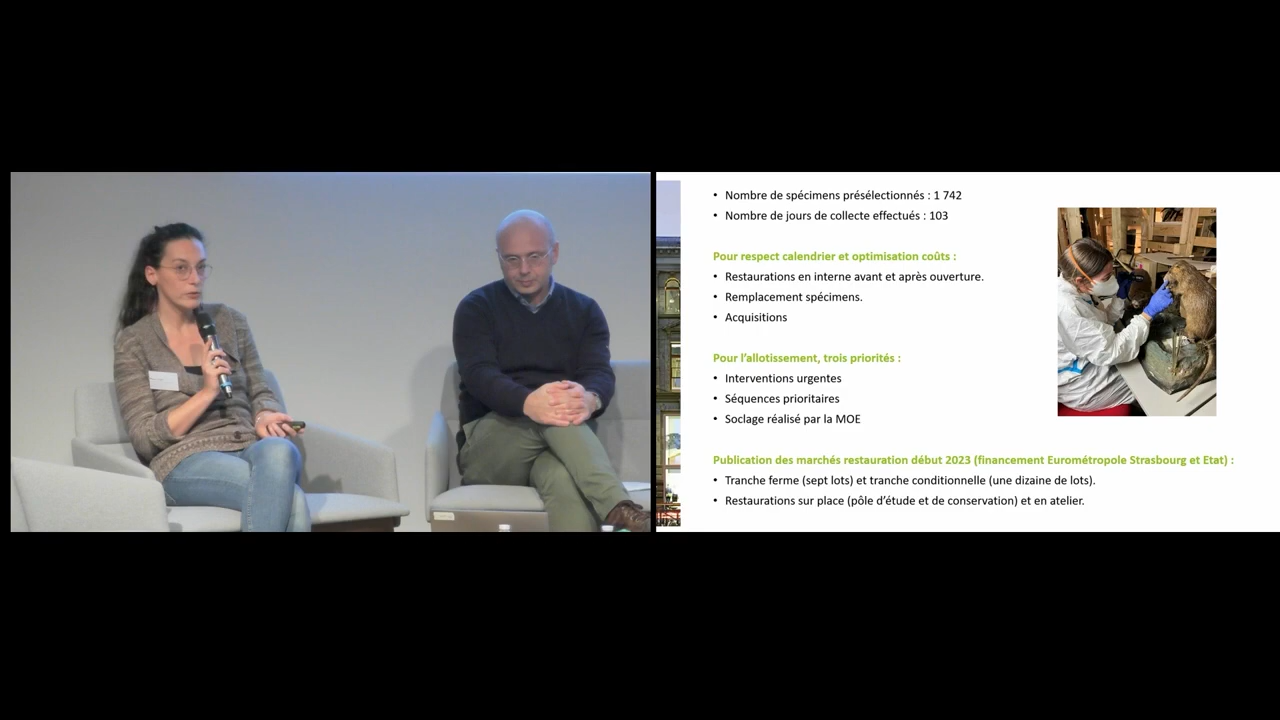 • Nombre de spécimens présélectionnés : 1 742
• Nombre de jours de collecte effectués : 103
Pour respect calendrier et optimisation coûts :
• Restaurations en interne avant et après ouverture.
• Remplacement spécimens.
• Acquisitions
Pour l’allotissement, trois priorités :
• Interventions urgentes
• Séquences prioritaires
• Soclage réalisé par la MOE
Publication des marchés restauration début 2023 (financement Eurométropole Strasbourg et Etat) :
• Tranche ferme (sept lots) et tranche conditionnelle (une dizaine de lots).
• Restaurations sur place (pôle d’étude et de conservation) et en atelier.